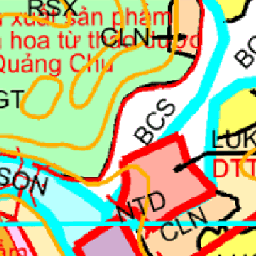 RSX
xuất sản phẩm
CLN
hoa từ thảo dược
Quảng Chu
GT
BCS
LUK
DTT
SON
NTD
CLN